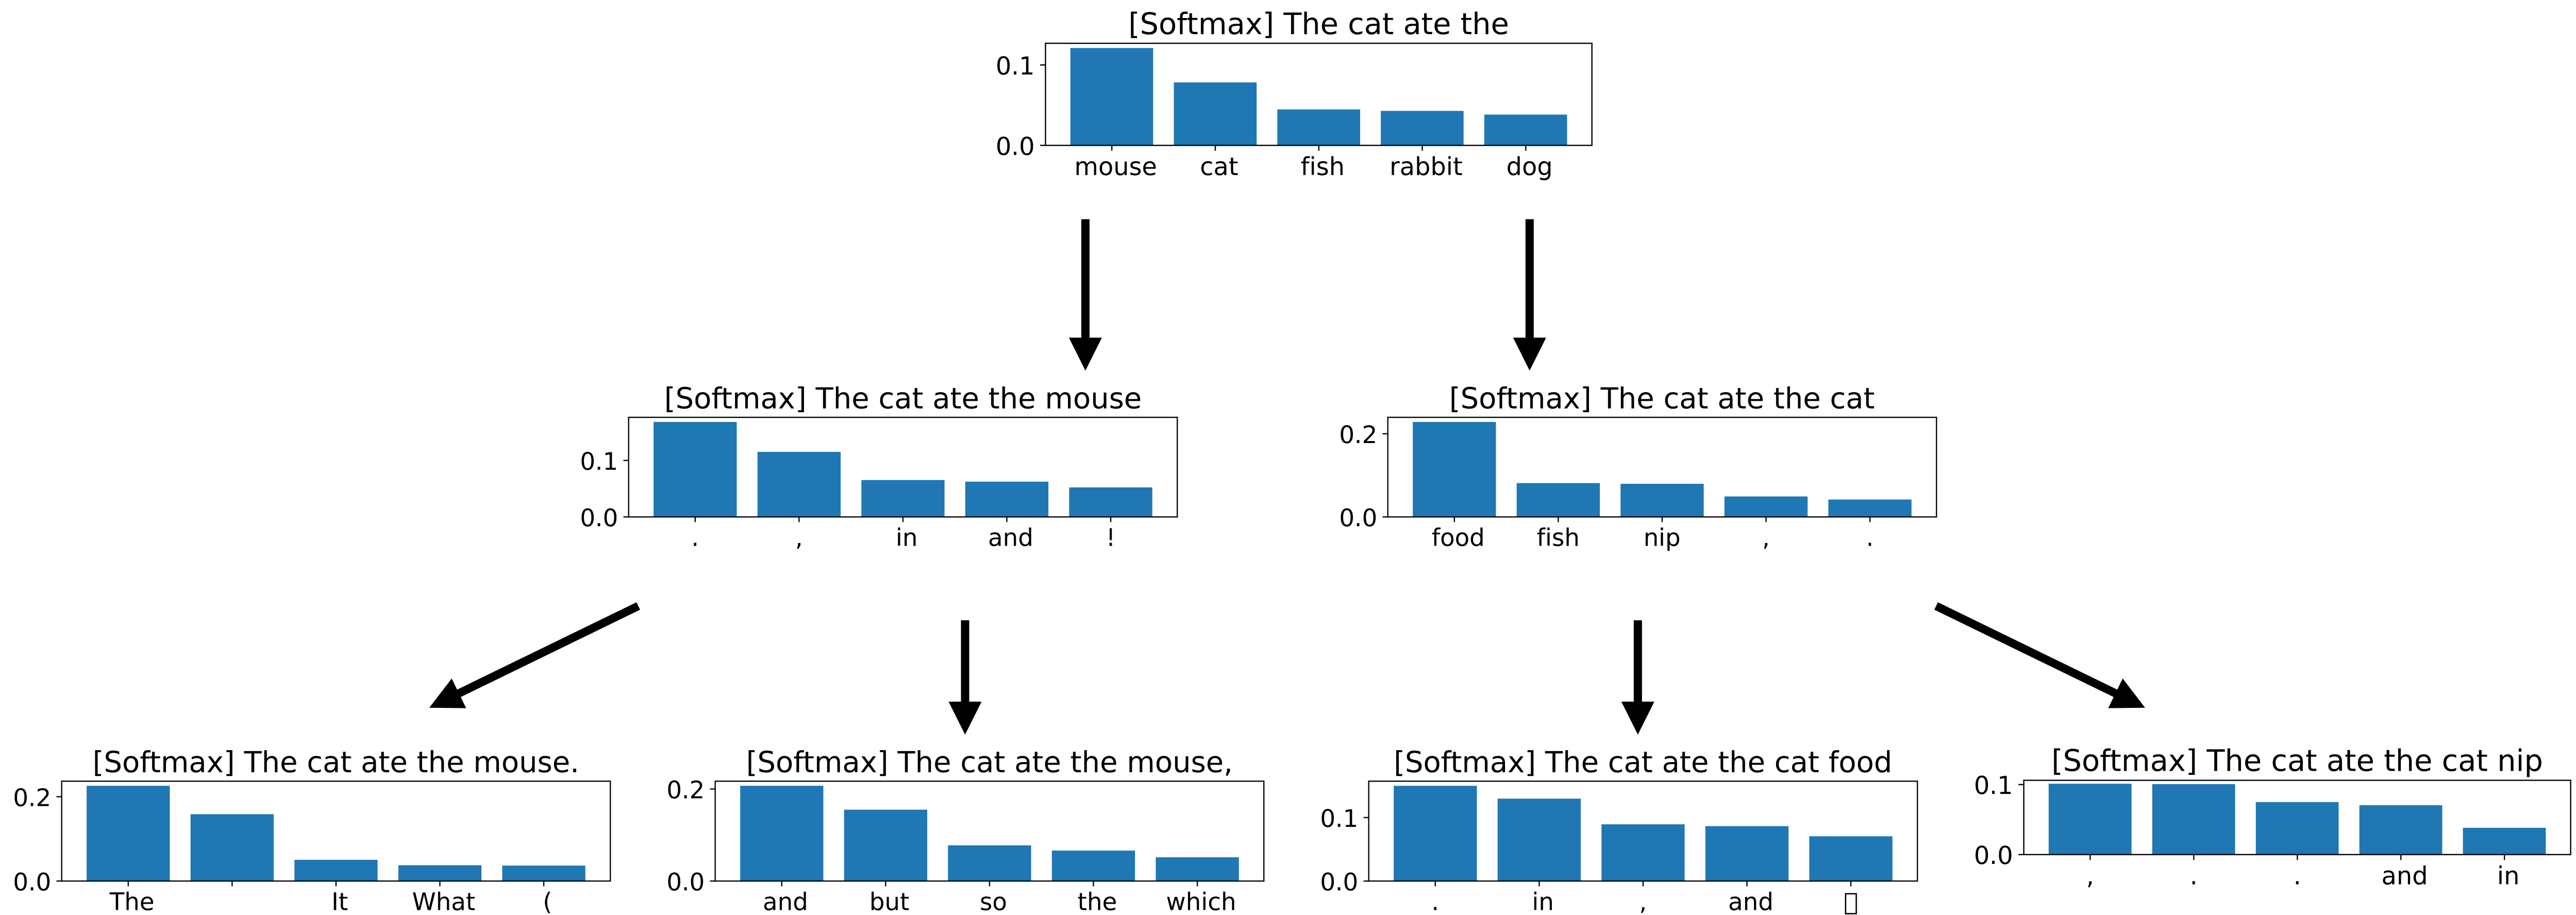 [Softmax] The cat ate the
0.1
0.0
mouse cat fish rabbit dog
[Softmax] The cat ate the mouse
0.1
0.0
. , in and !
[Softmax] The cat ate the cat
0.2
0.0
food fish nip , .
[Softmax] The cat ate the mouse.
0.2
0.0
The It What (
[Softmax] The cat ate the mouse,
0.2
0.0
and but so the which
[Softmax] The cat ate the cat food
0.1
0.0
. in , and ▯
[Softmax] The cat ate the cat nip
0.1
0.0
, . . and in